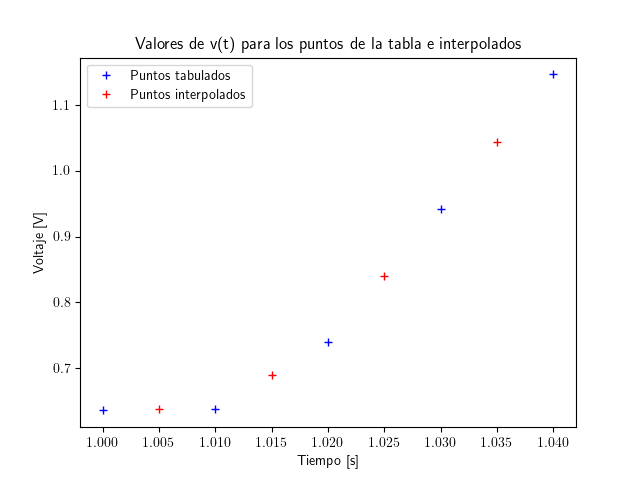 Valores de v(t) para los puntos de la tabla e interpolados
Puntos tabulados
Puntos interpolados
1.1
1.0
0.9
0.8
0.7
Voltaje [V]
1.000 1.005 1.010 1.015 1.020 1.025 1.030 1.035 1.040
Tiempo [s]